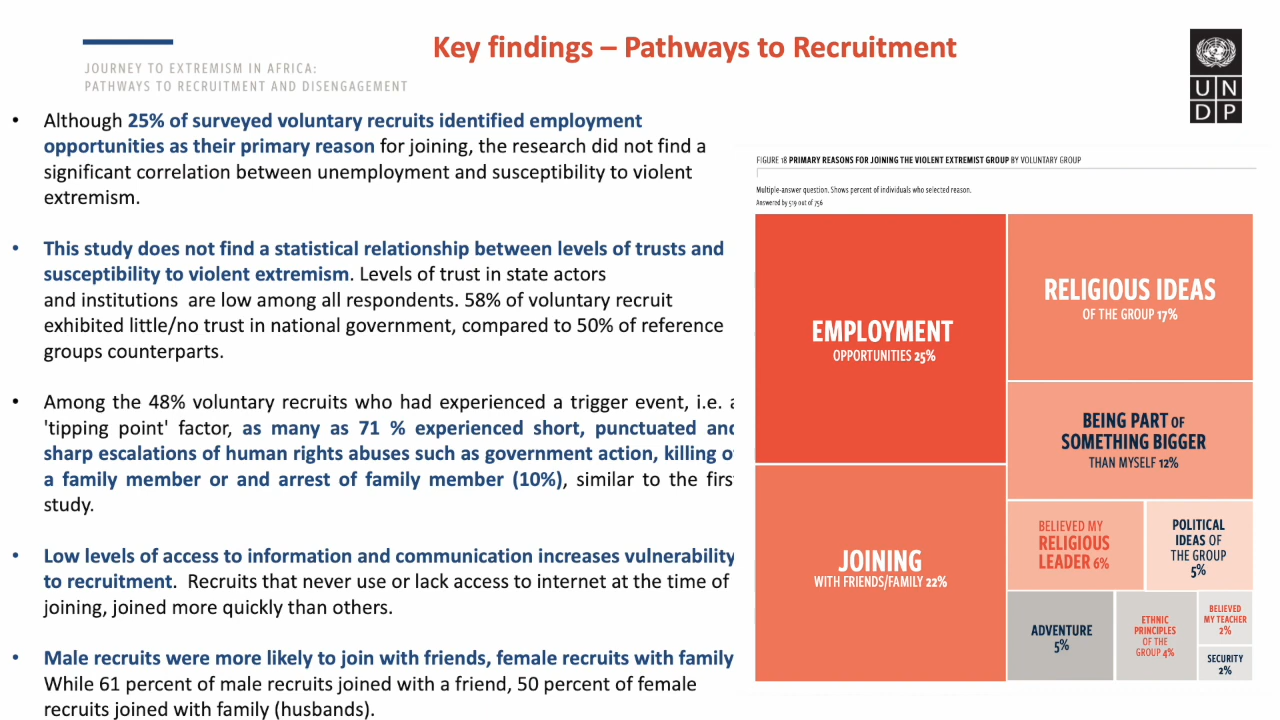 Key findings – Pathways to Recruitment
JOURNEY TO EXTREMISM IN AFRICA:
PATHWAYS TO RECRUITMENT AND DISENGAGEMENT
U N
D P
• Although 25% of surveyed voluntary recruits identified employment
opportunities as their primary reason for joining, the research did not find a
significant correlation between unemployment and susceptibility to violent
extremism.
• This study does not find a statistical relationship between levels of trusts and
susceptibility to violent extremism. Levels of trust in state actors
and institutions are low among all respondents. 58% of voluntary recruit
exhibited little/no trust in national government, compared to 50% of reference
groups counterparts.
• Among the 48% voluntary recruits who had experienced a trigger event, i.e.
'tipping point' factor, as many as 71 % experienced short, punctuated and
sharp escalations of human rights abuses such as government action, killing
a family member or and arrest of family member (10%), similar to the first
study.
• Low levels of access to information and communication increases vulnerability
to recruitment. Recruits that never use or lack access to internet at the time of
joining, joined more quickly than others.
• Male recruits were more likely to join with friends, female recruits with family
While 61 percent of male recruits joined with a friend, 50 percent of female
recruits joined with family (husbands).
FIGURE 18 PRIMARY REASONS FOR JOINING THE VIOLENT EXTREMIST GROUP BY VOLUNTARY GROUP
Multiple-answer question. Shows percent of individuals who selected reason.
Answered by 519 out of 756
EMPLOYMENT
OPPORTUNITIES 25%
JOINING
WITH FRIENDS/FAMILY 22%
RELIGIOUS IDEAS
OF THE GROUP 17%
BEING PART OF
SOMETHING BIGGER
THAN MYSELF 12%
BELIEVED MY
RELIGIOUS
LEADER 6%
POLITICAL
IDEAS OF
THE GROUP
5%
ADVENTURE
5%
ETHNIC
PRINCIPLES
OF THE
GROUP 4%
BELIEVED
MY TEACHER
2%
SECURITY
2%